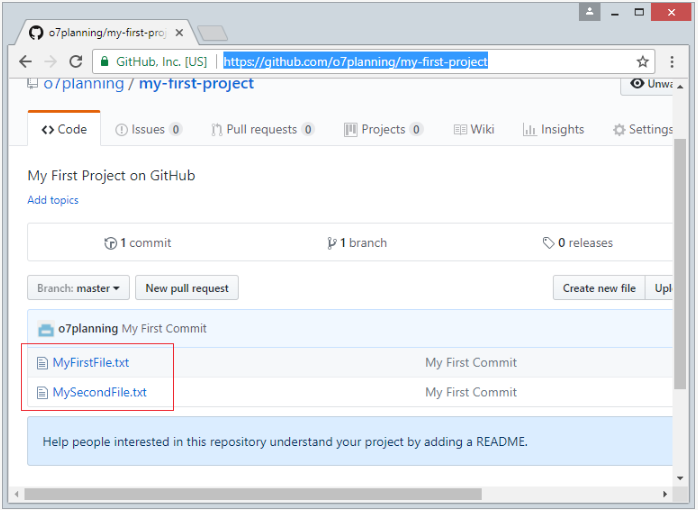 o7planning/my-first-proj
GitHub, Inc. [US] https://github.com/o7planning/my-first-project
o7planning / my-first-project Unwa
Code Issues 0 Pull requests 0 Projects 0 Wiki Insights Settings
My First Project on GitHub
Add topics
1 commit 1 branch 0 releases
Branch: master New pull request Create new file Uplo
o7planning My First Commit
MyFirstFile.txt My First Commit
MySecondFile.txt My First Commit
Help people interested in this repository understand your project by adding a README.